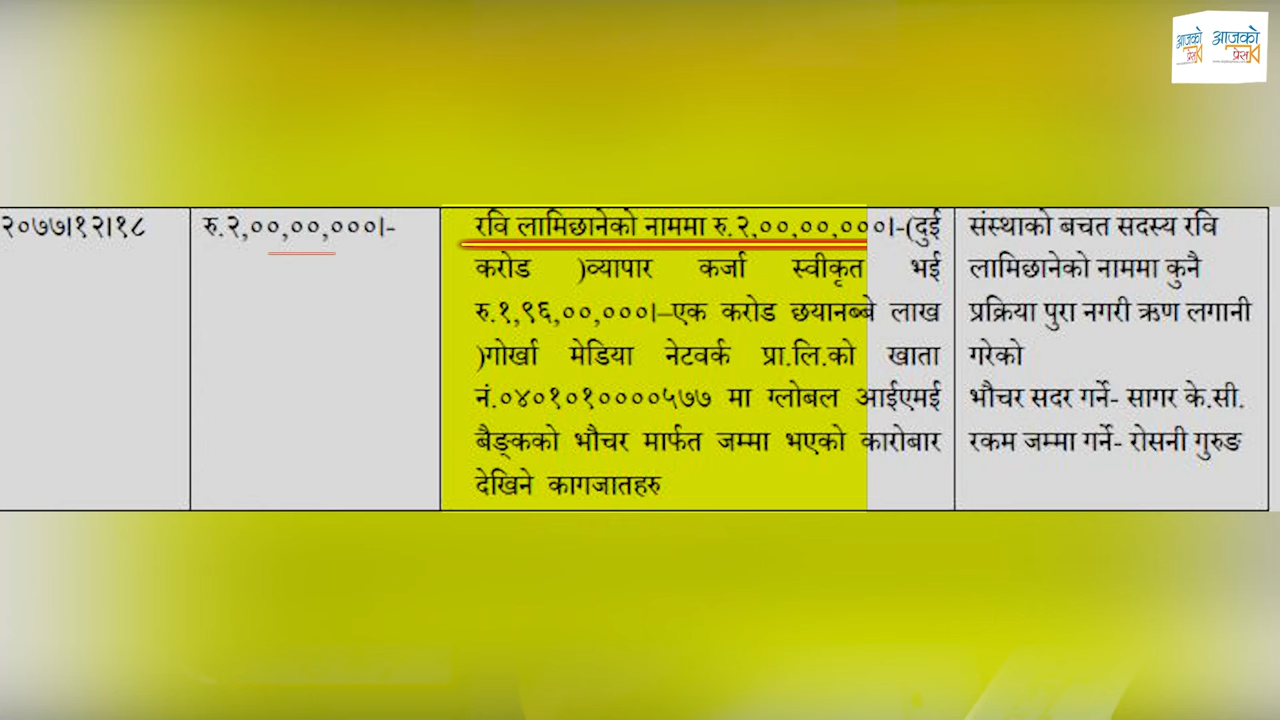 आजको
प्रेस
आजको
प्रेस
२०७७।१२।१८
रु.२,००,००,०००।-
रवि लामिछानेको नाममा रु.२,००,००,०००।-(दुई
करोड )व्यापार कर्जा स्वीकृत भई
रु.१,९६,००,०००।–एक करोड छयानब्बे लाख
)गोर्खा मेडिया नेटवर्क प्रा.लि.को खाता
नं.०४०१०१००००५७७ मा ग्लोबल आईएमई
बैङ्कको भौचर मार्फत जम्मा भएको कारोबार
देखिने कागजातहरु
संस्थाको बचत सदस्य रवि
लामिछानेको नाममा कुनै
प्रक्रिया पुरा नगरी ऋण लगानी
गरेको
भौचर सदर गर्ने- सागर के.सी.
रकम जम्मा गर्ने- रोसनी गुरुङ